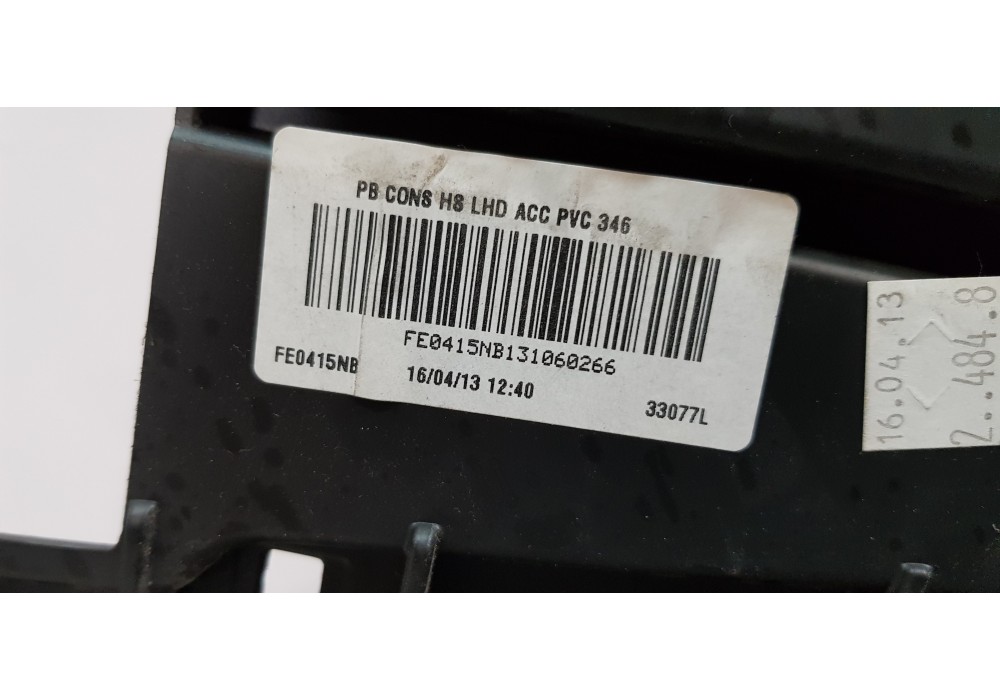 PB CONS HS LHD ACC PVC 346
FE0415NB131060266
FE0415NB
16/04/13 12:40
33077L
16.04.13
2..484.8